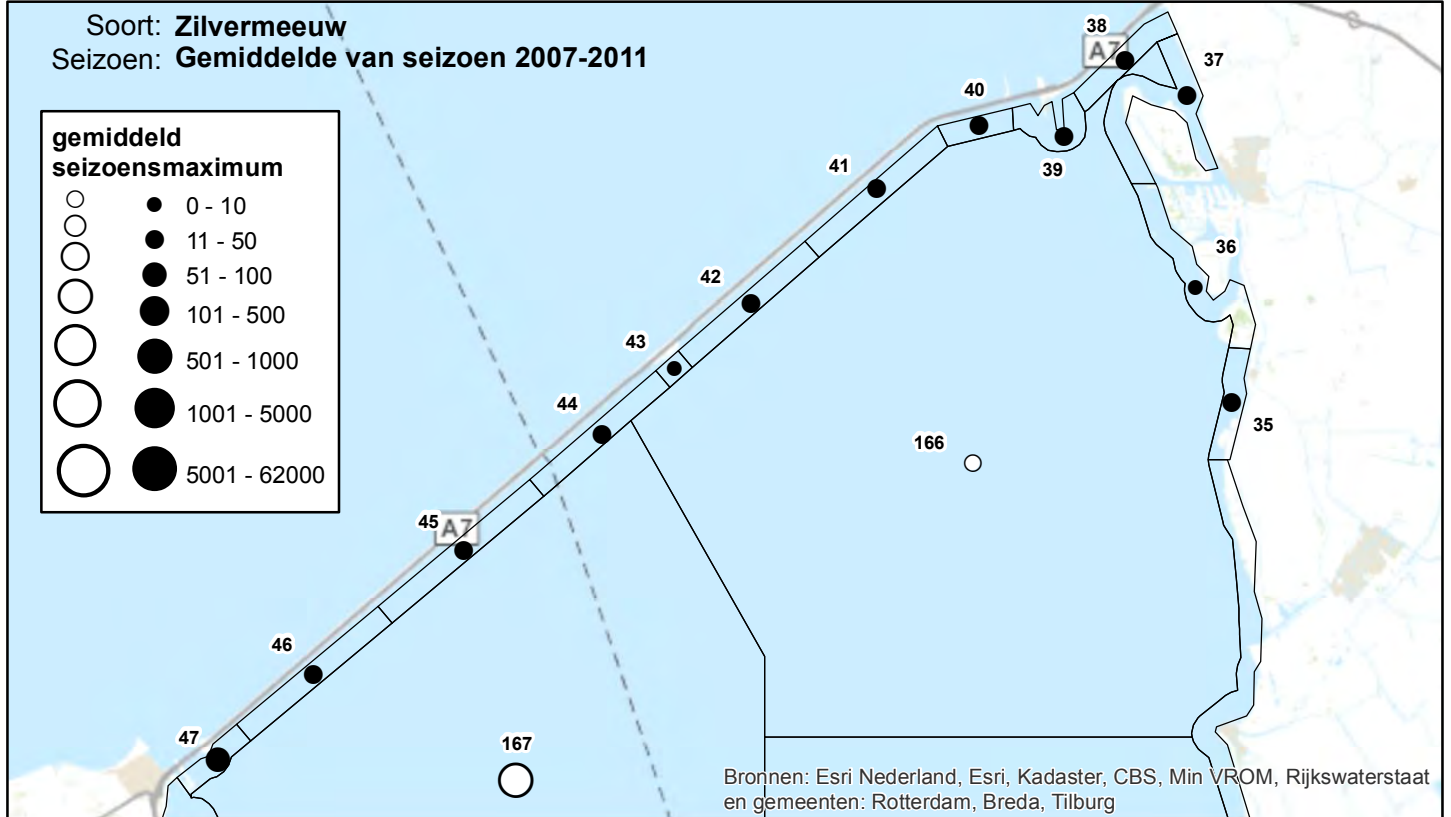 Soort: Zilvermeeuw
Seizoen: Gemiddelde van seizoen 2007-2011
gemiddeld
seizoensmaximum
0 - 10
11 - 50
51 - 100
101 - 500
501 - 1000
1001 - 5000
5001 - 62000
38
A7
37
40
39
41
36
42
43
44
35
166
45
A7
46
47
167
Bronnen: Esri Nederland, Esri, Kadaster, CBS, Min VROM, Rijkswaterstaat
en gemeenten: Rotterdam, Breda, Tilburg